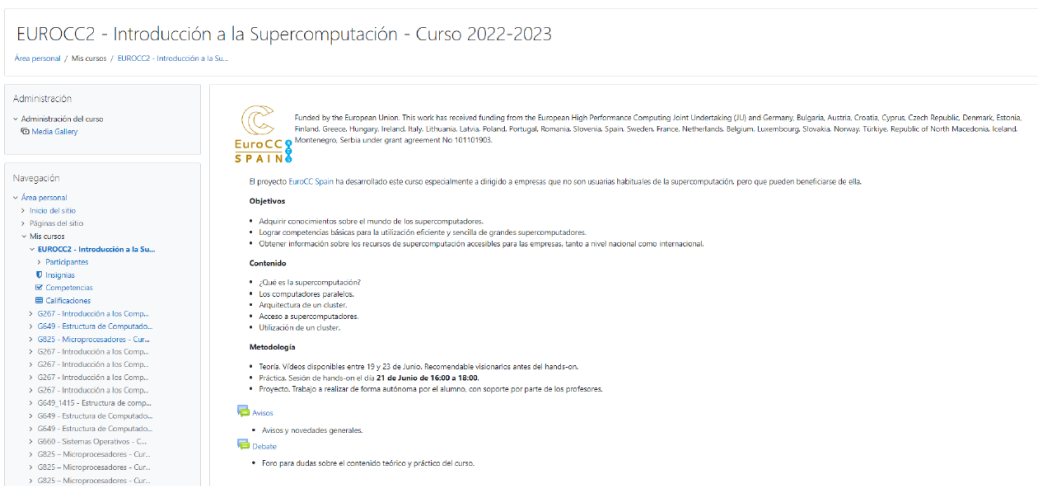 EUROCC2 - Introducción a la Supercomputación - Curso 2022-2023
Área personal / Mis cursos / EUROCC2 - Introducción a la Su...
Administración
Administración del curso
Media Gallery
Navegación
Área personal
Inicio del sitio
Páginas del sitio
Mis cursos
EUROCC2 - Introducción a la Su...
Participantes
Insignias
Competencias
Calificaciones
G267 - Introducción a los Comp...
G649 - Estructura de Computado...
G825 - Microprocesadores - Cur...
G267 - Introducción a los Comp...
G267 - Introducción a los Comp...
G267 - Introducción a los Comp...
G267 - Introducción a los Comp...
G649_1415 - Estructura de comp...
G649 - Estructura de Computado...
G649 - Estructura de Computado...
G660 - Sistemas Operativos - C...
G825 – Microprocesadores - Cur...
G825 – Microprocesadores - Cur...
G825 – Microprocesadores - Cur...
EuroCC
SPAIN
Funded by the European Union. This work has received funding from the European High Performance Computing Joint Undertaking (JU) and Germany, Bulgaria, Austria, Croatia, Cyprus, Czech Republic, Denmark, Estonia,
Finland, Greece, Hungary, Ireland, Italy, Lithuania, Latvia, Poland, Portugal, Romania, Slovenia, Spain, Sweden, France, Netherlands, Belgium, Luxembourg, Slovakia, Norway, Türkiye, Republic of North Macedonia, Iceland,
Montenegro, Serbia under grant agreement No 101101903.
El proyecto EuroCC Spain ha desarrollado este curso especialmente a dirigido a empresas que no son usuarias habituales de la supercomputación, pero que pueden beneficiarse de ella.
Objetivos
• Adquirir conocimientos sobre el mundo de los supercomputadores.
• Lograr competencias básicas para la utilización eficiente y sencilla de grandes supercomputadores.
• Obtener información sobre los recursos de supercomputación accesibles para las empresas, tanto a nivel nacional como internacional.
Contenido
• ¿Qué es la supercomputación?
• Los computadores paralelos.
• Arquitectura de un cluster.
• Acceso a supercomputadores.
• Utilización de un cluster.
Metodología
• Teoría. Vídeos disponibles entre 19 y 23 de Junio. Recomendable visionarlos antes del hands-on.
• Práctica. Sesión de hands-on el día 21 de Junio de 16:00 a 18:00.
• Proyecto. Trabajo a realizar de forma autónoma por el alumno, con soporte por parte de los profesores.
Avisos
• Avisos y novedades generales.
Debate
• Foro para dudas sobre el contenido teórico y práctico del curso.